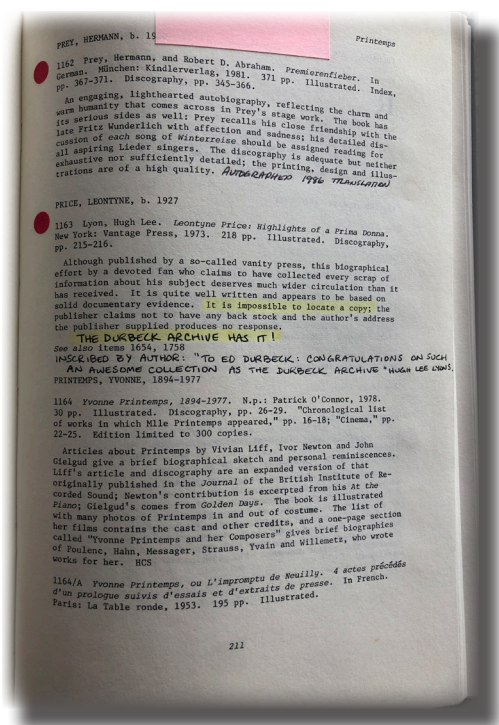 PREY, HERMANN, b. 19
Printemps
1162 Prey, Hermann, and Robert D. Abraham. Premierenfieber. In
German. München: Kindlerverlag, 1981. 371 pp. Illustrated. Index,
pp. 367-371. Discography, pp. 345-366.
An engaging, lighthearted autobiography, reflecting the charm and
warm humanity that comes across in Prey's stage work. The book has
its serious sides as well: Prey recalls his close friendship with the
late Fritz Wunderlich with affection and sadness; his detailed dis-
cussion of each song of Winterreise should be assigned reading for
all aspiring Lieder singers. The discography is adequate but neither
exhaustive nor sufficiently detailed; the printing, design and illus-
trations are of a high quality. AUTOGRAPHED 1986 TRANSLATION
PRICE, LEONTYNE, b. 1927
1163 Lyon, Hugh Lee. Leontyne Price: Highlights of a Prima Donna.
New York: Vantage Press, 1973. 218 pp. Illustrated. Discography,
pp. 215-216.
Although published by a so-called vanity press, this biographical
effort by a devoted fan who claims to have collected every scrap of
information about his subject deserves much wider circulation than it
has received. It is quite well written and appears to be based on
solid documentary evidence. It is impossible to locate a copy; the
publisher claims not to have any back stock and the author's address
the publisher supplied produces no response.
THE DURBECK ARCHIVE HAS IT!
See also items 1654, 1758
INSCRIBED BY AUTHOR: "TO ED DURBECK: CONGRATULATIONS ON SUCH
AN AWESOME COLLECTION AS THE DURBECK ARCHIVE "HUGH LEE LYONS.
PRINTEMPS, YVONNE, 1894-1977
1164 Yvonne Printemps, 1894-1977. N.p.: Patrick O'Connor, 1978.
30 pp. Illustrated. Discography, pp. 26-29. "Chronological list
of works in which Mlle Printemps appeared," pp. 16-18; "Cinema," pp.
22-25. Edition limited to 300 copies.
Articles about Printemps by Vivian Liff, Ivor Newton and John
Gielgud give a brief biographical sketch and personal reminiscences.
Liff's article and discography are an expanded version of that
originally published in the Journal of the British Institute of Re-
corded Sound; Newton's contribution is excerpted from his At the
Piano; Gielgud's comes from Golden Days. The book is illustrated
with many photos of Printemps in and out of costume. The list of
her films contains the cast and other credits, and a one-page section
called "Yvonne Printemps and her Composers" gives brief biographies
of Poulenc, Hahn, Messager, Strauss, Yvain and Willemetz, who wrote
works for her. HCS
1164/A Yvonne Printemps, ou L'impromptu de Neuilly. 4 actes précédés
d'un prologue suivis d'essais et d'extraits de presse. In French.
Paris: La Table ronde, 1953. 195 pp. Illustrated.
211